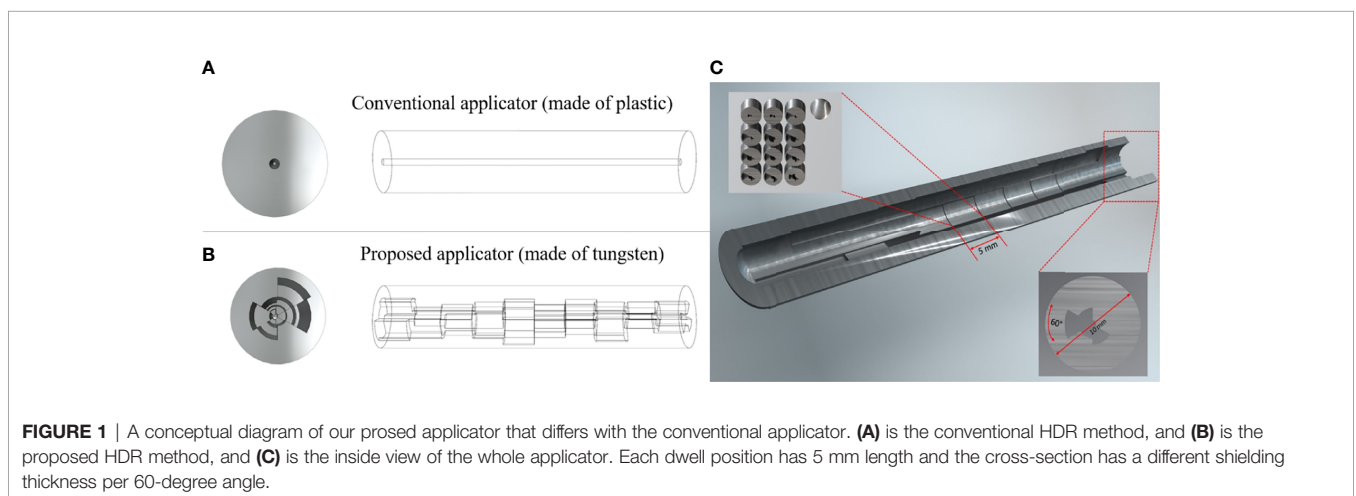 A
Conventional applicator (made of plastic)
B
Proposed applicator (made of tungsten)
C
5 mm
60°
10 mm
FIGURE 1 | A conceptual diagram of our prosed applicator that differs with the conventional applicator. (A) is the conventional HDR method, and (B) is the
proposed HDR method, and (C) is the inside view of the whole applicator. Each dwell position has 5 mm length and the cross-section has a different shielding
thickness per 60-degree angle.